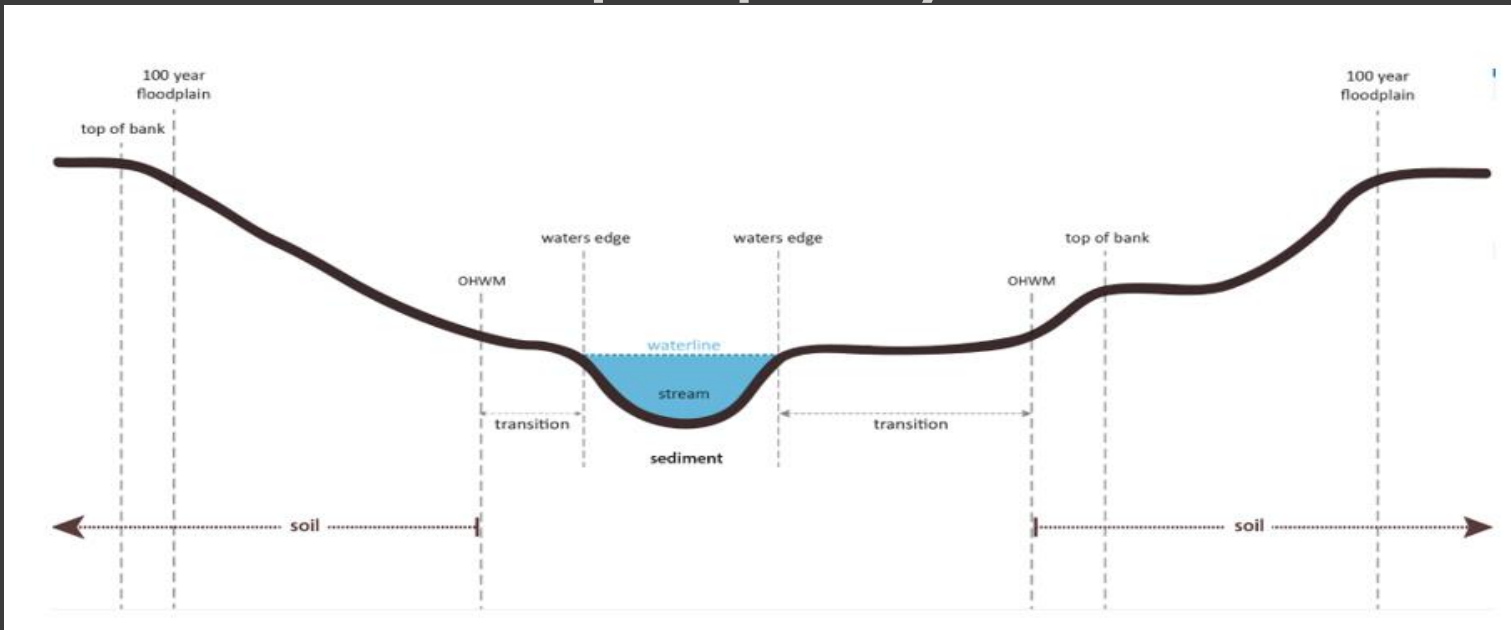 100 year
floodplain
100 year
floodplain
top of bank
waters edge
waters edge
top of bank
OHWM
OHWM
waterline
stream
transition
transition
sediment
soil
soil